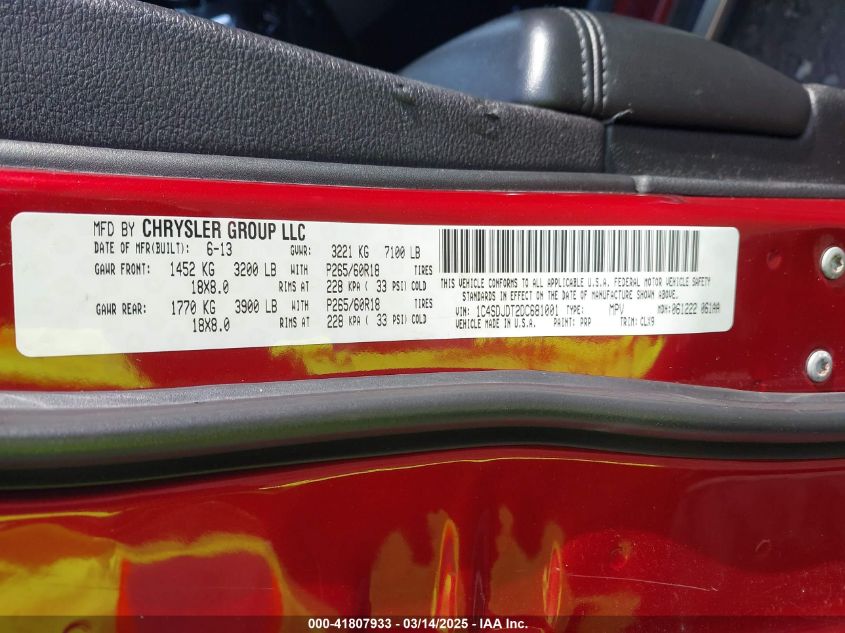 MFD BY CHRYSLER GROUP LLC
DATE OF MFR(BUILT): 6-13 GVWR: 3221 KG 7100 LB
GAWR FRONT: 1452 KG 3200 LB WITH P265/60R18 TIRES
18X8.0 RIMS AT 228 KPA ( 33 PSI) COLD
GAWR REAR: 1770 KG 3900 LB WITH P265/60R18 TIRES
18X8.0 RIMS AT 228 KPA ( 33 PSI) COLD
THIS VEHICLE CONFORMS TO ALL APPLICABLE U.S.A. FEDERAL MOTOR VEHICLE SAFETY
STANDARDS IN EFFECT ON THE DATE OF MANUFACTURE SHOWN ABOVE.
VIN: 1C4SDJDT2DC681001 TYPE: MPV MDH: 061222 061AA
VEHICLE MADE IN U.S.A. PAINT: PRP TRIM: CLX9
000-41807933 - 03/14/2025 - IAA Inc.